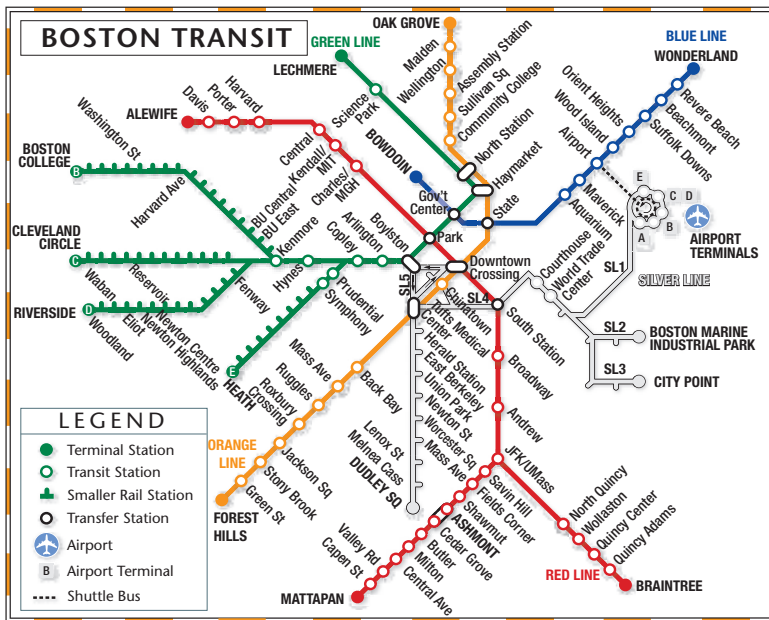 BOSTON TRANSIT
GREEN LINE
LECHMERE
Science
Park
OAK GROVE
Malden
Wellington
Assembly Station
Sullivan Sq
Community College
North Station
Haymarket
BLUE LINE
WONDERLAND
Revere Beach
Beachmont
Suffolk Downs
Orient Heights
Wood Island
Airport
Maverick
Aquarium
State
Gov't
Center
BOWDOIN
ALEWIFE
Davis
Porter
Harvard
Central
Kendall/
MIT
Charles/
MGH
Park
Downtown
Crossing
BOSTON
COLLEGE
B
Washington St
Harvard Ave
BU Central
BU East
Kenmore
Hynes
Copley
Arlington
Boylston
CLEVELAND
CIRCLE
C
RIVERSIDE
D
Waban
Woodland
Eliot
Reservoir
Newton Centre
Newton Highlands
Fenway
Prudential
Symphony
E
HEATH
E
C
D
B
A
AIRPORT
TERMINALS
SL1
SILVER LINE
Courthouse
World Trade
Center
SL5
SL4
SL2
BOSTON MARINE
INDUSTRIAL PARK
SL3
CITY POINT
Chinatown
Tufts Medical
Center
Herald Station
East Berkeley
Union Park
Newton St
Worcester Sq
Mass Ave
Lenox St
Melnea Cass
DUDLEY SQ
South Station
Broadway
Andrew
JFK/UMass
Savin Hill
Fields Corner
Shawmut
ASHMONT
Cedar Grove
Butler
Milton
Central Ave
Valley Rd
Capen St
MATTAPAN
North Quincy
Wolaston
Quincy Center
Quincy Adams
RED LINE
BRAINTREE
Back Bay
Mass Ave
Ruggles
Roxbury
Crossing
Jackson Sq
Stony Brook
Green St
ORANGE
LINE
FOREST
HILLS
LEGEND
Terminal Station
Transit Station
Smaller Rail Station
Transfer Station
Airport
B
Airport Terminal
Shuttle Bus